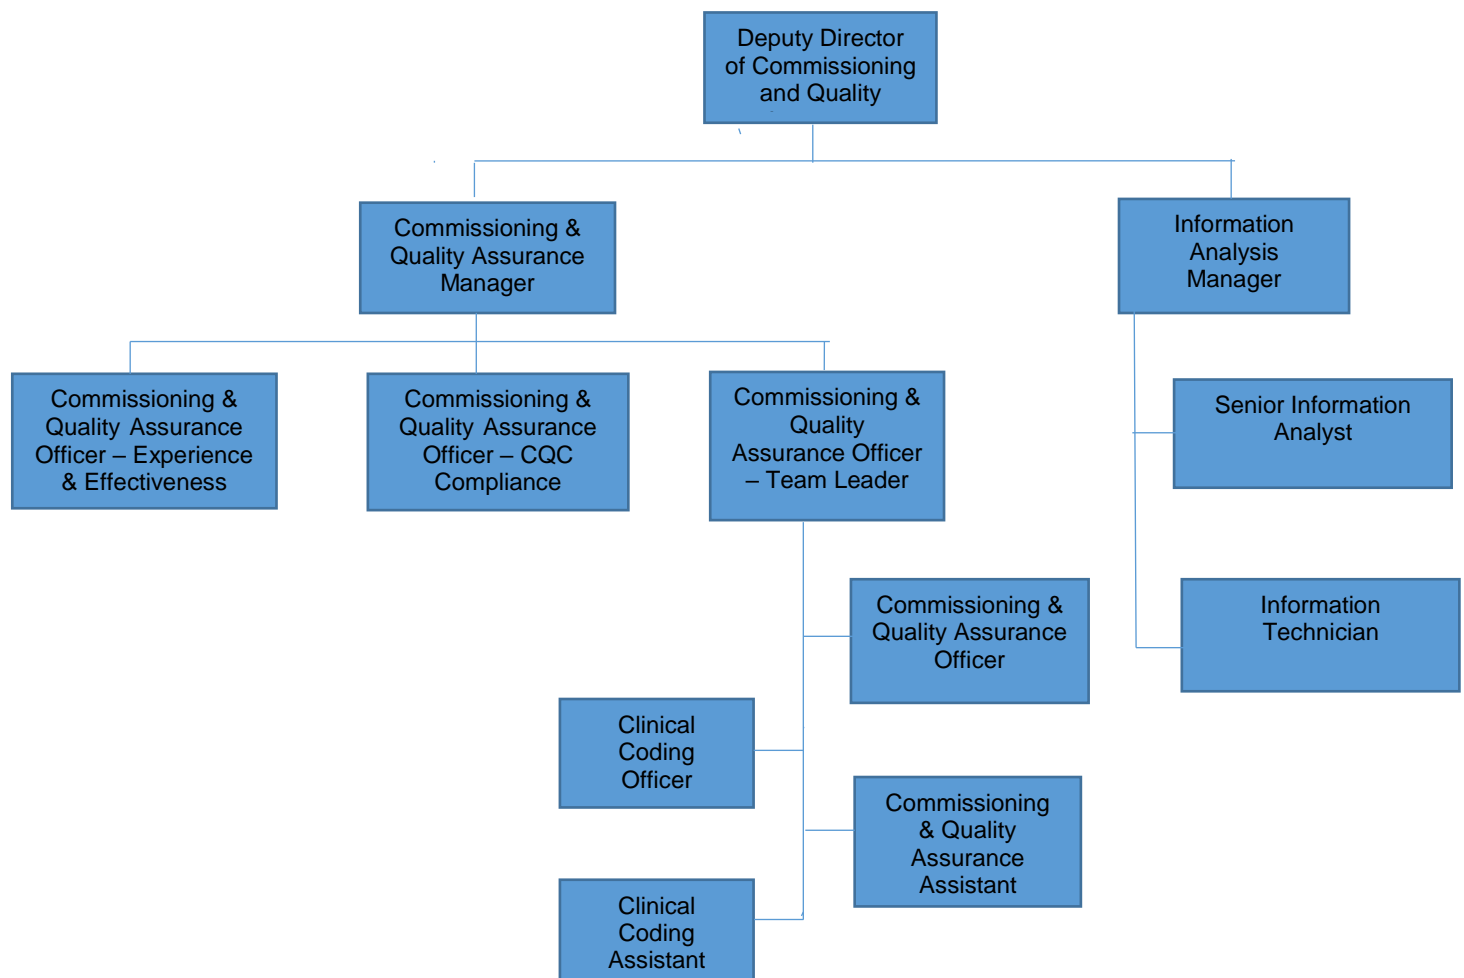 Deputy Director
of Commissioning
and Quality
Commissioning &
Quality Assurance
Manager
Information
Analysis
Manager
Commissioning &
Quality Assurance
Officer – Experience
& Effectiveness
Commissioning &
Quality Assurance
Officer – CQC
Compliance
Commissioning &
Quality
Assurance Officer
– Team Leader
Senior Information
Analyst
Commissioning &
Quality Assurance
Officer
Information
Technician
Clinical
Coding
Officer
Commissioning
& Quality
Assurance
Assistant
Clinical
Coding
Assistant